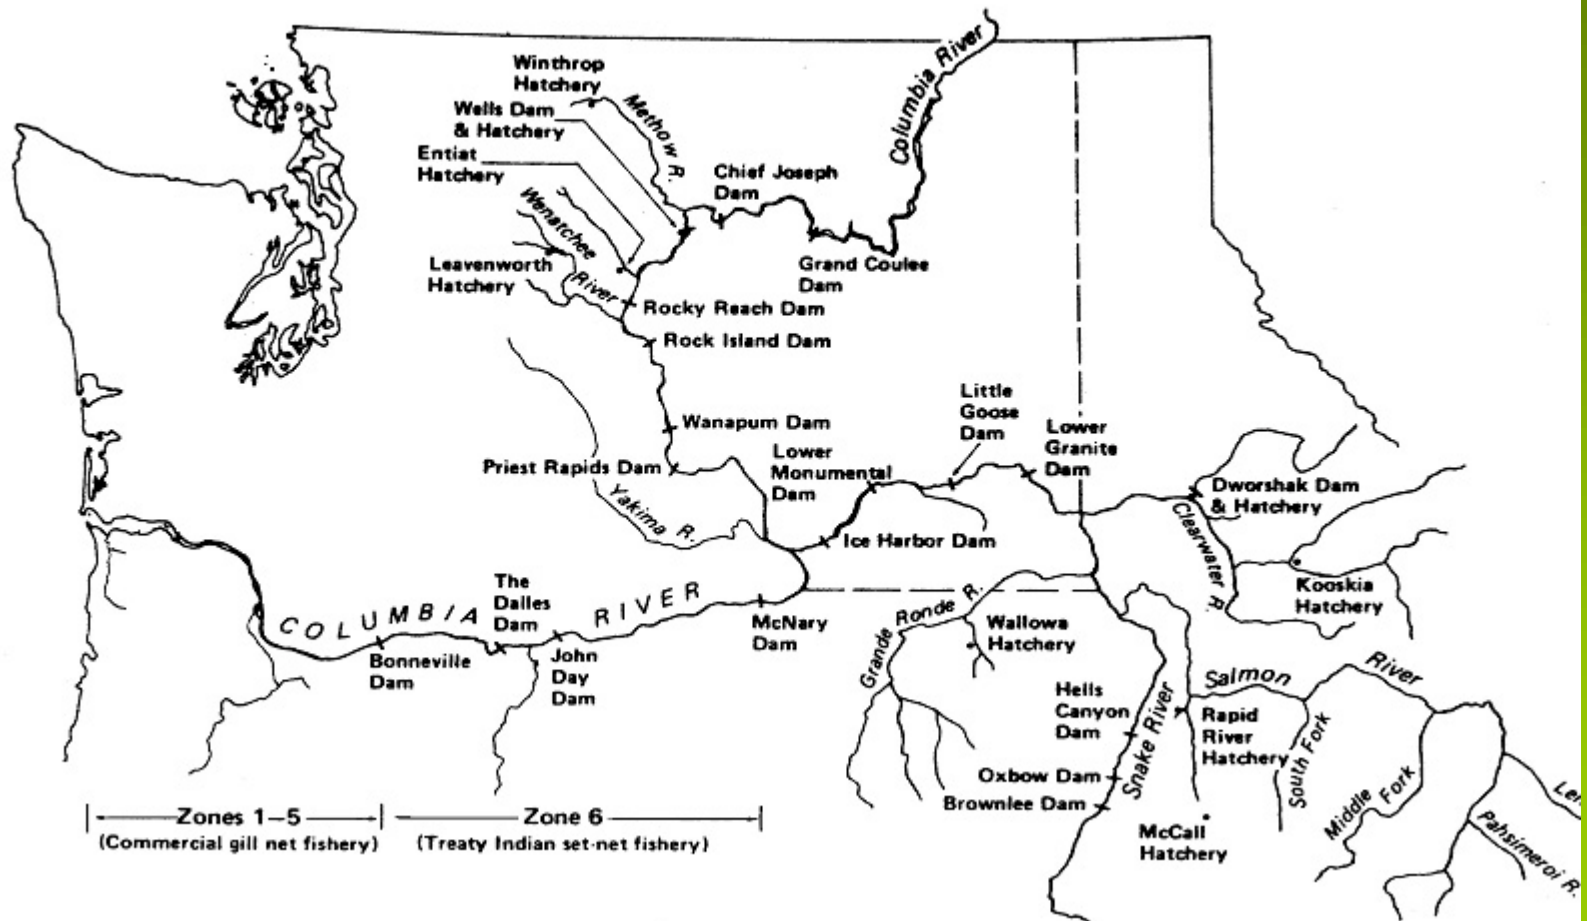 Columbia River
Winthrop
Hatchery
Methow R.
Wells Dam
& Hatchery
Entiat
Hatchery
Chief Joseph
Dam
Wenatchee
River
Leavenworth
Hatchery
Grand Coulee
Dam
Rocky Reach Dam
Rock Island Dam
Little
Goose
Dam
Wanapum Dam
Lower
Granite
Dam
Lower
Monumental
Dam
Priest Rapids Dam
Yakima R.
Dworshak Dam
& Hatchery
Clearwater R.
Ice Harbor Dam
Kooskia
Hatchery
The
Dalles
Dam
COLUMBIA RIVER
McNary
Dam
Grande Ronde R.
Wallowa
Hatchery
Bonneville
Dam
John
Day
Dam
Salmon River
Hells
Canyon
Dam
Snake River
Rapid
River
Hatchery
South Fork
Middle Fork
Oxbow Dam
Brownlee Dam
McCall
Hatchery
Lem
Pahsimeroi R.
Zones 1-5
(Commercial gill net fishery)
Zone 6
(Treaty Indian set-net fishery)